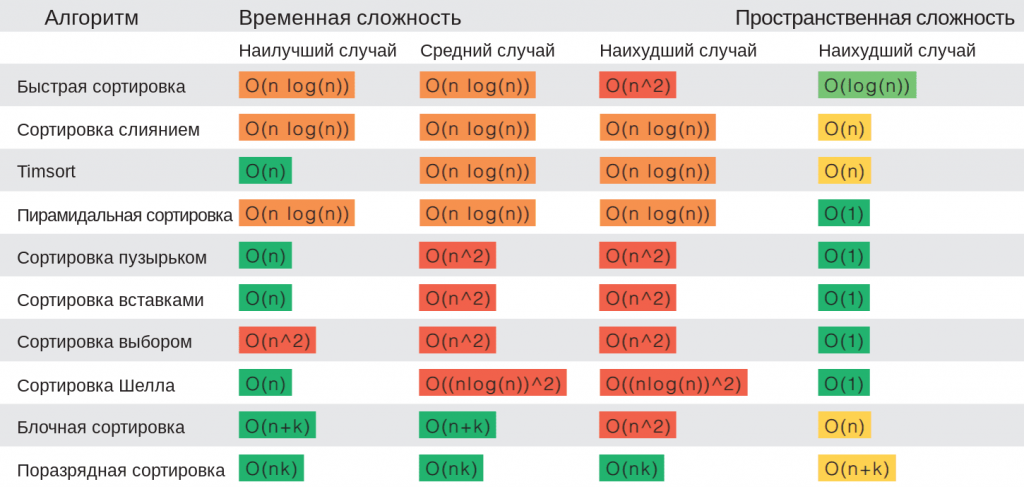 Алгоритм Временная сложность Пространственная сложность
Наилучший случай Средний случай Наихудший случай Наихудший случай
Быстрая сортировка O(n log(n)) O(n log(n)) O(n^2) O(log(n))
Сортировка слиянием O(n log(n)) O(n log(n)) O(n log(n)) O(n)
Timsort O(n) O(n log(n)) O(n log(n)) O(n)
Пирамидальная сортировка O(n log(n)) O(n log(n)) O(n log(n)) O(1)
Сортировка пузырьком O(n) O(n^2) O(n^2) O(1)
Сортировка вставками O(n) O(n^2) O(n^2) O(1)
Сортировка выбором O(n^2) O(n^2) O(n^2) O(1)
Сортировка Шелла O(n) O((nlog(n))^2) O((nlog(n))^2) O(1)
Блочная сортировка O(n+k) O(n+k) O(n^2) O(n)
Поразрядная сортировка O(nk) O(nk) O(nk) O(n+k)